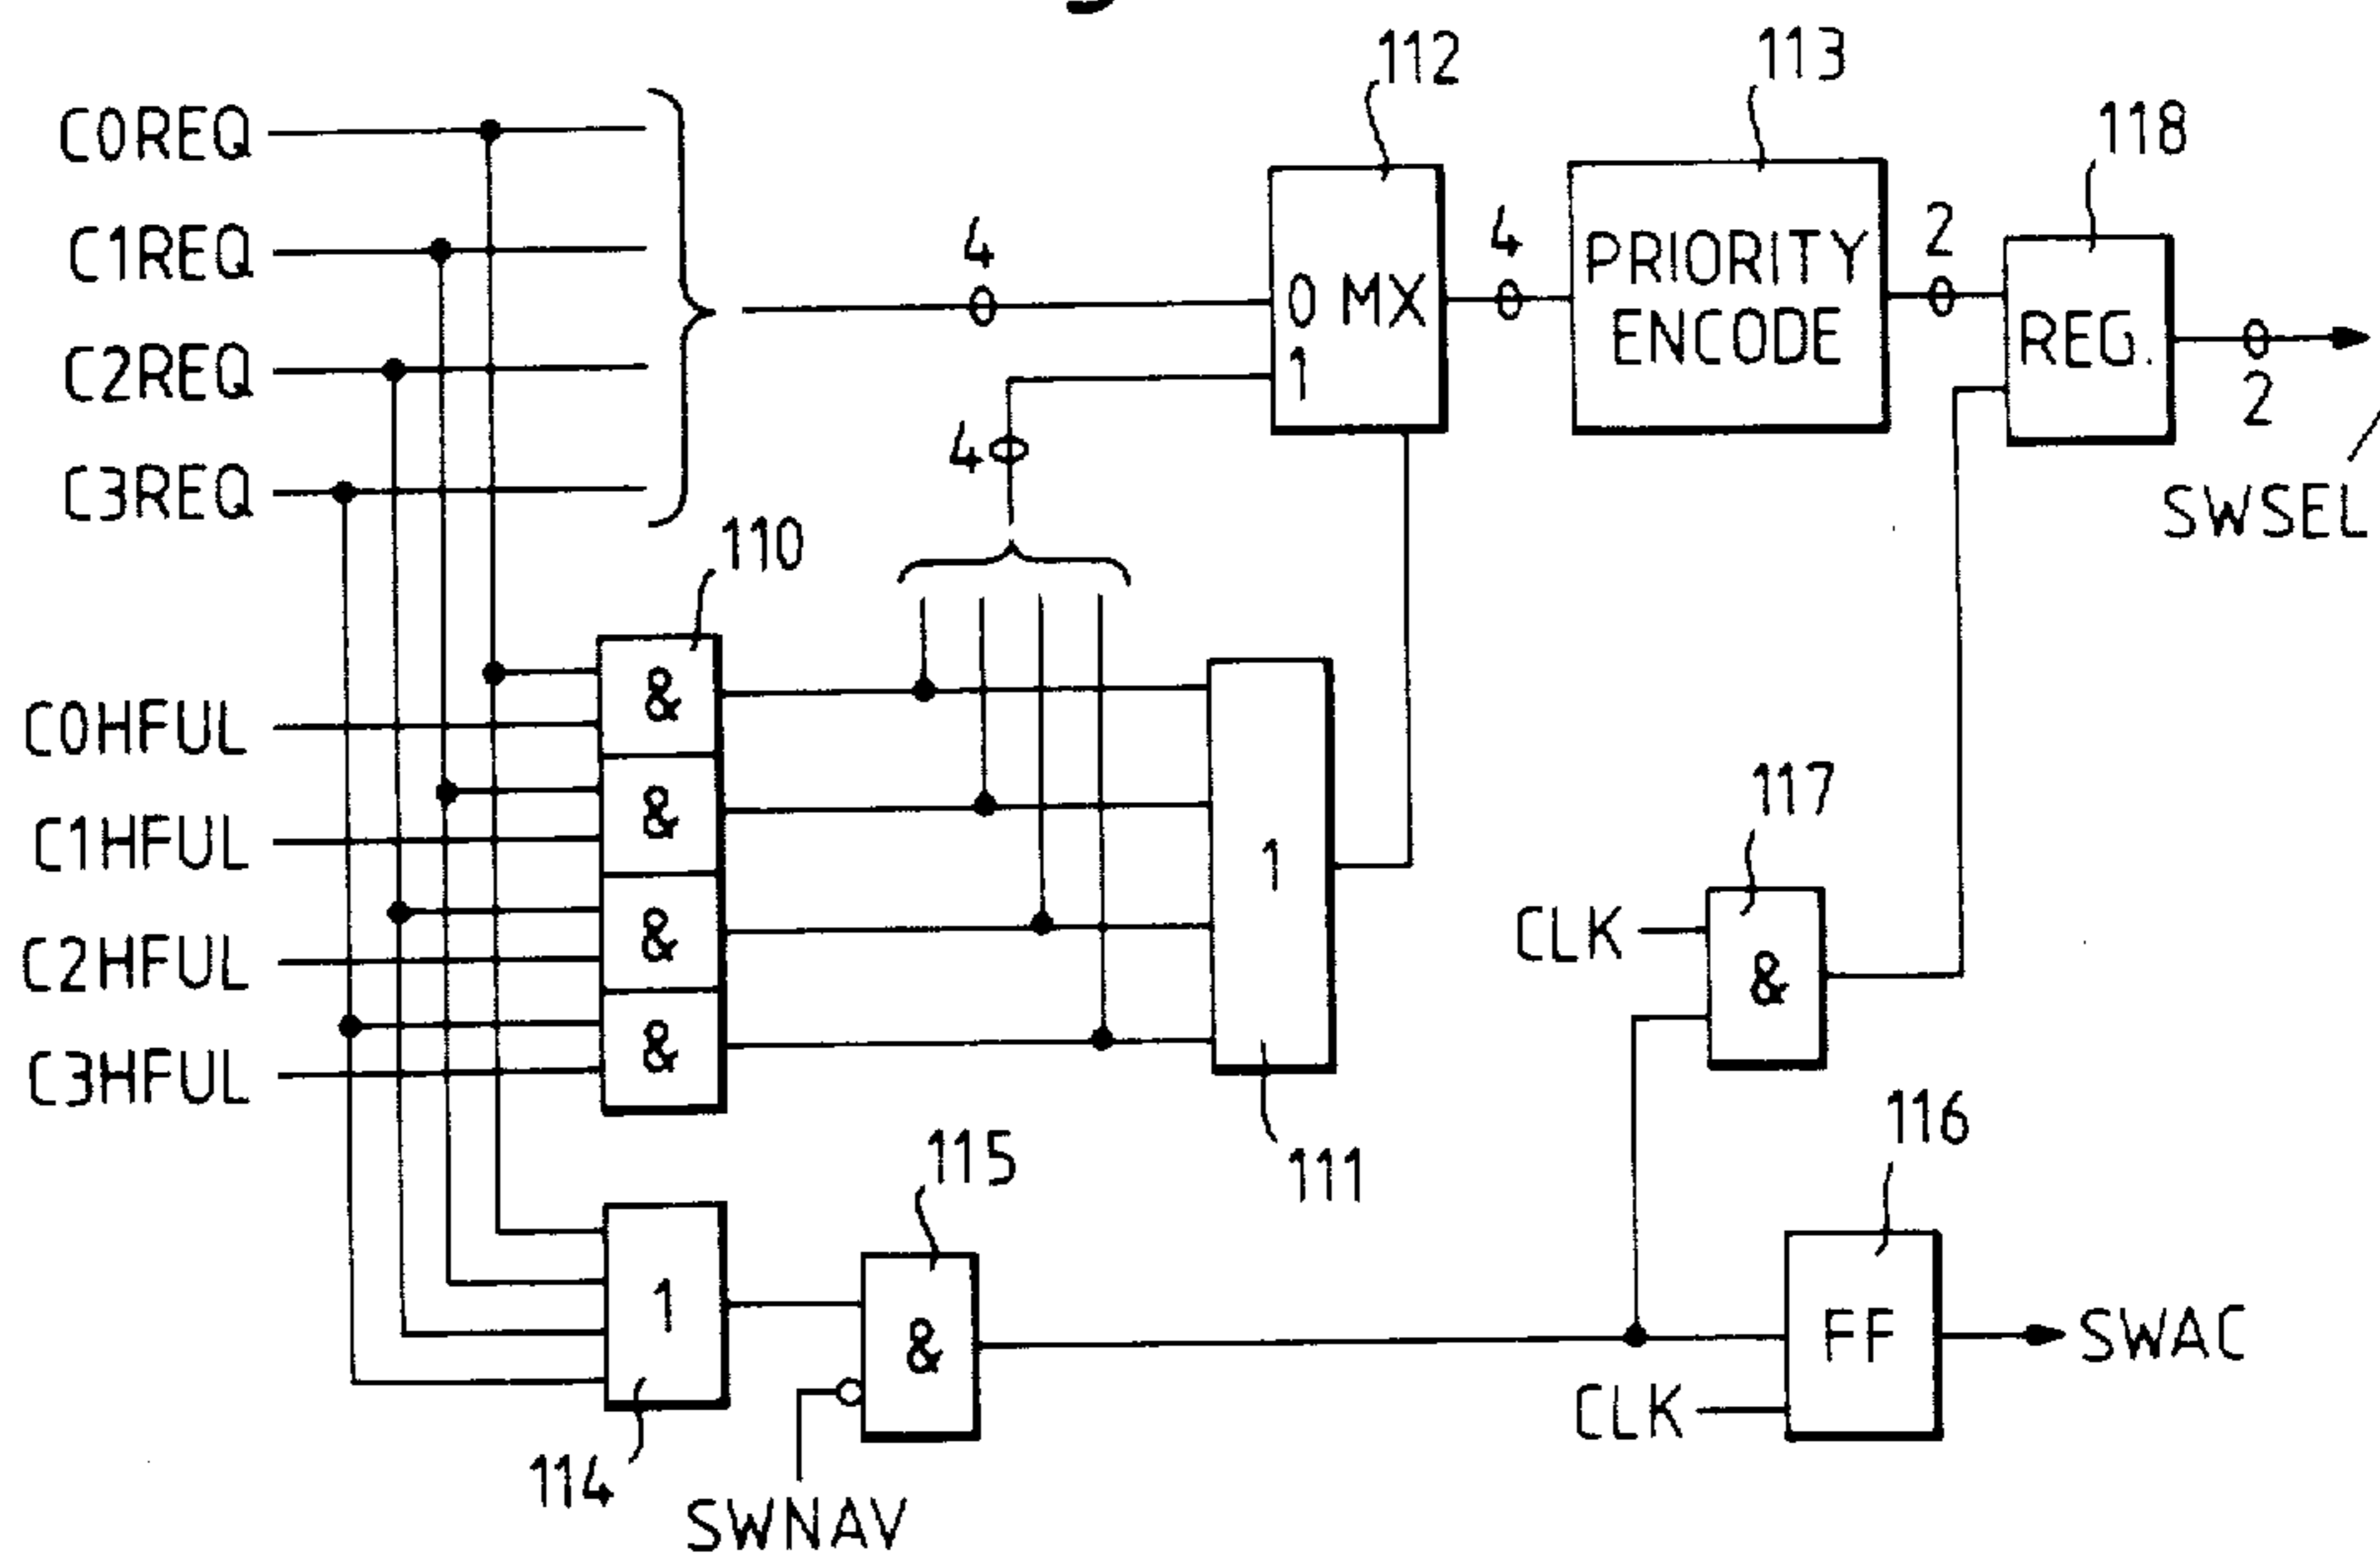 112
113
118
C0REQ
C1REQ
C2REQ
C3REQ
4
0 MX
1
4
PRIORITY
ENCODE
2
REG.
2
SWSEL
4
110
C0HFUL
C1HFUL
C2HFUL
C3HFUL
&
&
&
&
1
111
117
CLK
&
116
115
1
&
114
SWNAV
FF
CLK
SWAC